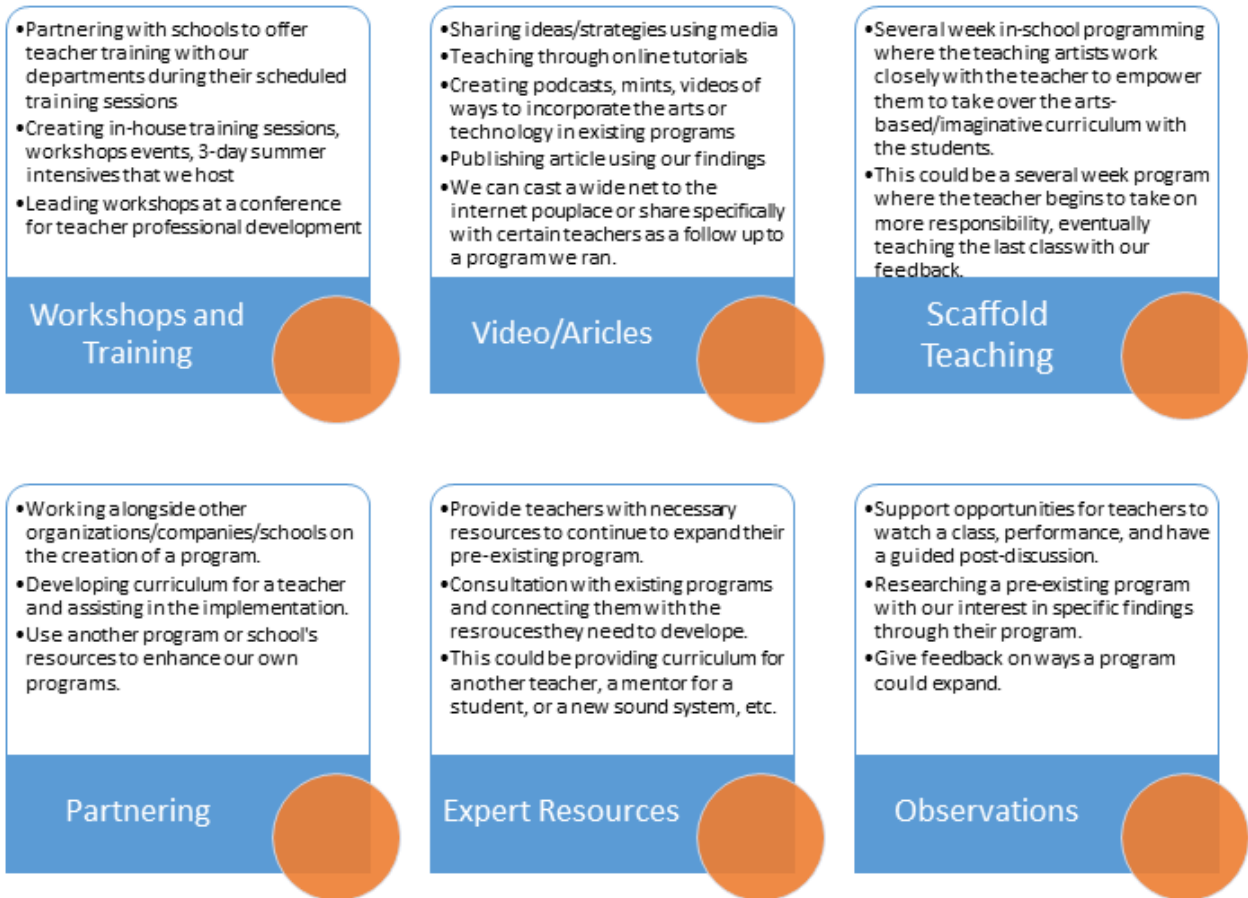 •Partnering with schools to offer
teacher training with our
departments during their scheduled
training sessions
•Creating in-house training sessions,
workshops events, 3-day summer
intensives that we host
•Leading workshops at a conference
for teacher professional development
Workshops and
Training
•Sharing ideas/strategies using media
•Teaching through online tutorials
•Creating podcasts, mints, videos of
ways to incorporate the arts or
technology in existing programs
•Publishing article using our findings
•We can cast a wide net to the
internet pouplace or share specifically
with certain teachers as a follow up to
a program we ran.
Video/Aricles
•Several week in-school programming
where the teaching artists work
closely with the teacher to empower
them to take over the arts-
based/imaginative curriculum with
the students.
•This could be a several week program
where the teacher begins to take on
more responsibility, eventually
teaching the last class with our
feedback.
Scaffold
Teaching
•Working alongside other
organizations/companies/schools on
the creation of a program.
•Developing curriculum for a teacher
and assisting in the implementation.
•Use another program or school's
resources to enhance our own
programs.
Partnering
•Provide teachers with necessary
resources to continue to expand their
pre-existing program.
•Consultation with existing programs
and connecting them with the
resrouces they need to develope.
•This could be providing curriculum for
another teacher, a mentor for a
student, or a new sound system, etc.
Expert Resources
•Support opportunities for teachers to
watch a class, performance, and have
a guided post-discussion.
•Researching a pre-existing program
with our interest in specific findings
through their program.
•Give feedback on ways a program
could expand.
Observations